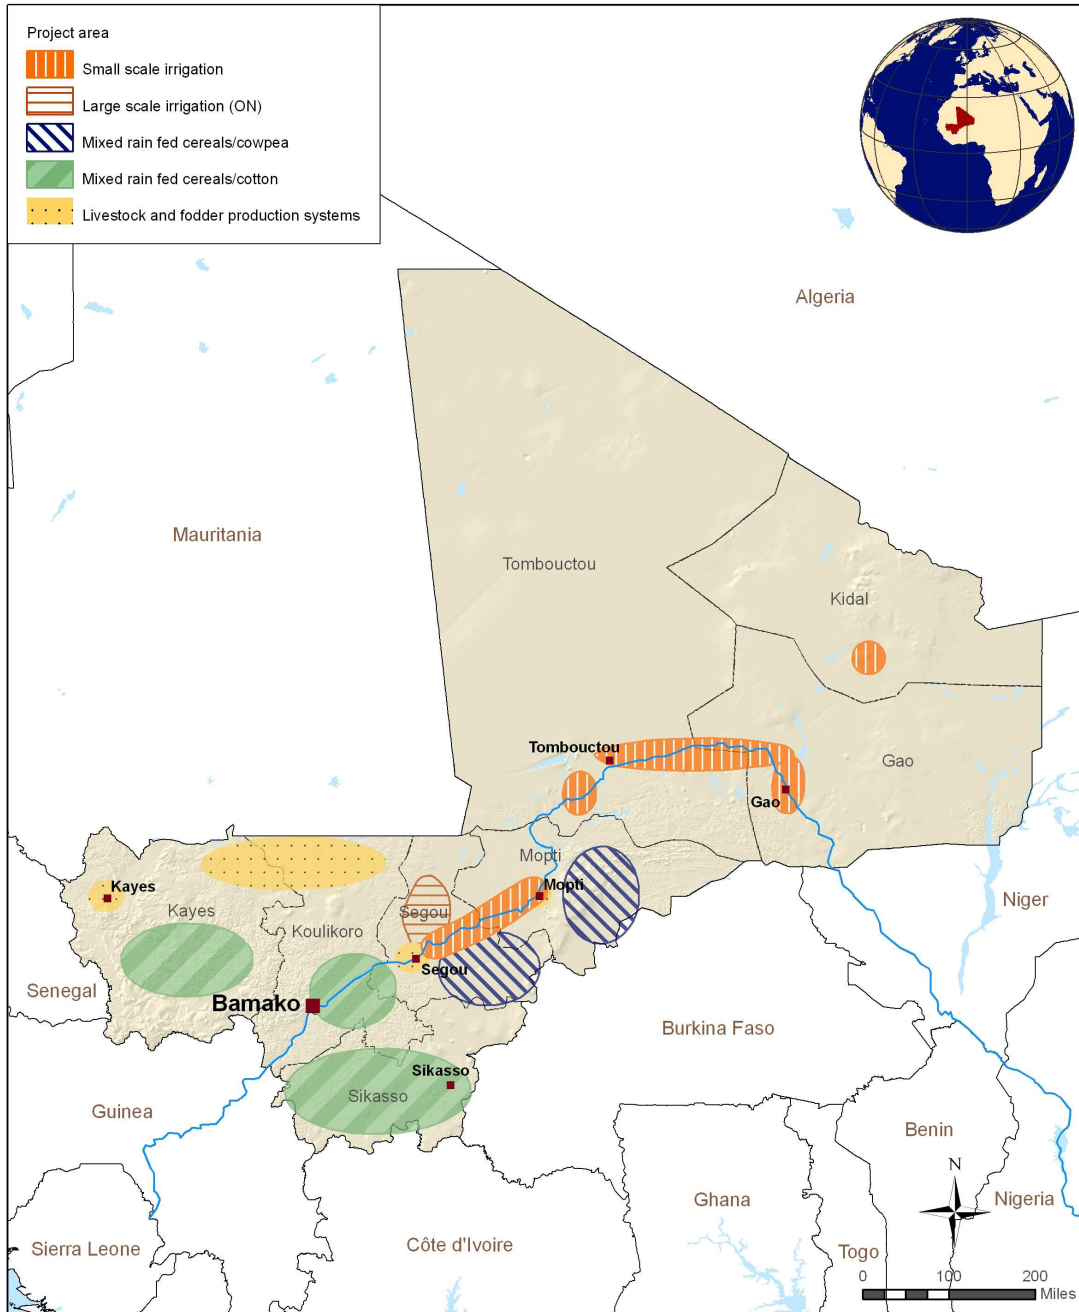 Project area
Small scale irrigation
Large scale irrigation (ON)
Mixed rain fed cereals/cowpea
Mixed rain fed cereals/cotton
Livestock and fodder production systems
Algeria
Mauritania
Tombouctou
Kidal
Tombouctou
Gao
Gao
Mopti
Mopti
Kayes
Kayes
Segou
Koulikoro
Niger
Segou
Senegal
Bamako
Burkina Faso
Sikasso
Sikasso
Guinea
Benin
N
Ghana
Nigeria
Sierra Leone
Côte d'Ivoire
Togo
0 100 200
Miles